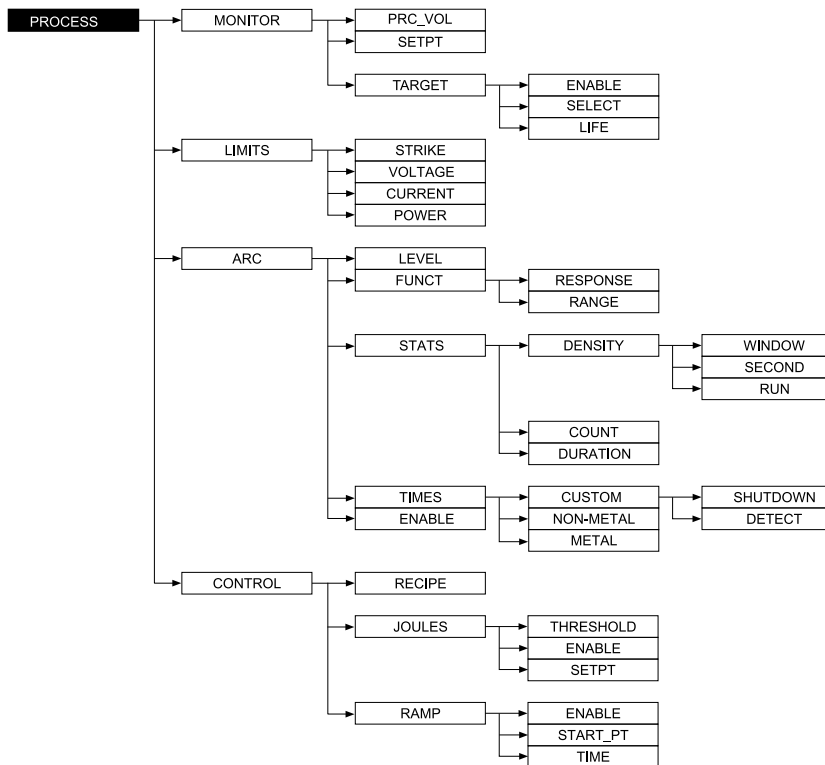 PROCESS
MONITOR
PRC_VOL
SETPT
TARGET
ENABLE
SELECT
LIFE
LIMITS
STRIKE
VOLTAGE
CURRENT
POWER
ARC
LEVEL
FUNCT
RESPONSE
RANGE
STATS
DENSITY
WINDOW
SECOND
RUN
COUNT
DURATION
TIMES
CUSTOM
SHUTDOWN
ENABLE
NON-METAL
DETECT
METAL
CONTROL
RECIPE
JOULES
THRESHOLD
ENABLE
SETPT
RAMP
ENABLE
START_PT
TIME